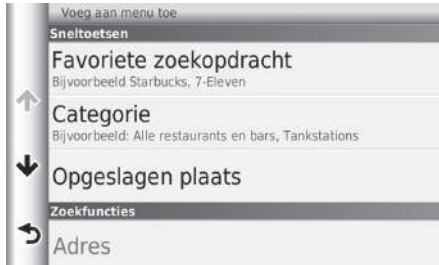 Voeg aan menu toe
Sneltoetsen
Favoriete zoekopdracht
Bijvoorbeeld Starbucks, 7-Eleven
Categorie
Bijvoorbeeld: Alle restaurants en bars, Tankstations
Opgeslagen plaats
Zoekfuncties
Adres